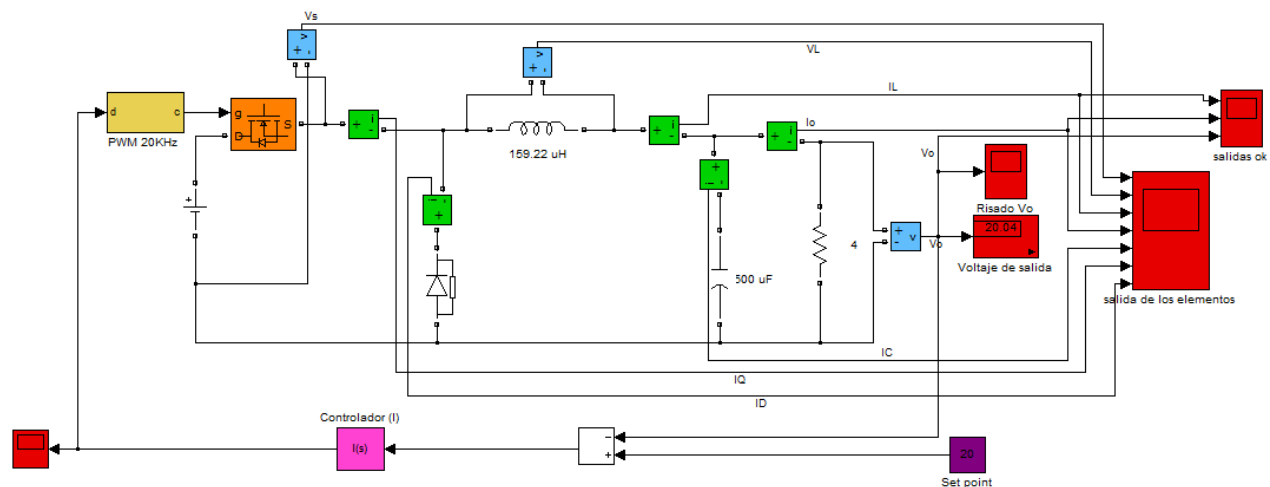 Vs
VL
IL
d c
g D S
PWM 20KHz
+ -
v
i
Io
159.22 uH
salidas ok
Vo
Risado Vo
20.04
Vo
Voltaje de salida
4
500 uF
salida de los elementos
IC
IQ
ID
Controlador (I)
I(s)
20
Set point